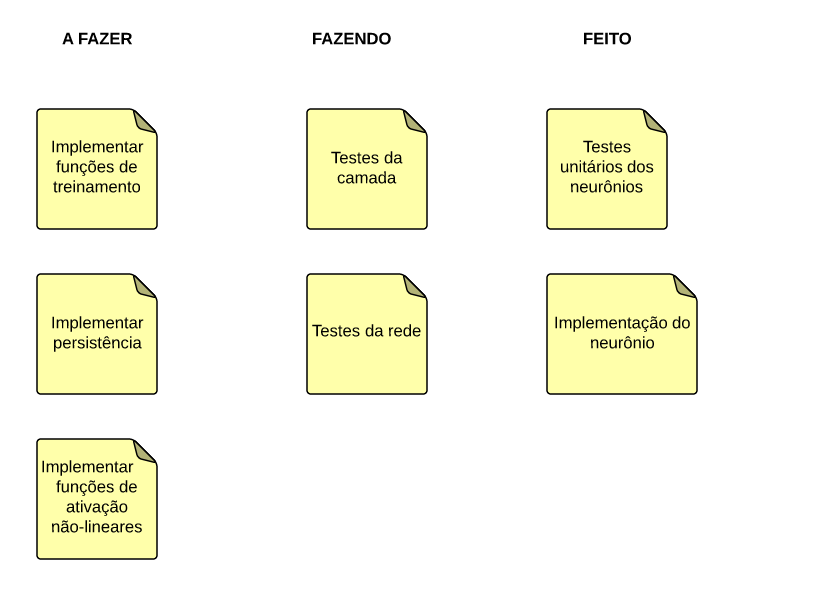 A FAZER
FAZENDO
FEITO
Implementar
funções de
treinamento
Testes da
camada
Testes
unitários dos
neurônios
Implementar
persistência
Testes da rede
Implementação do
neurônio
Implementar
funções de
ativação
não-lineares